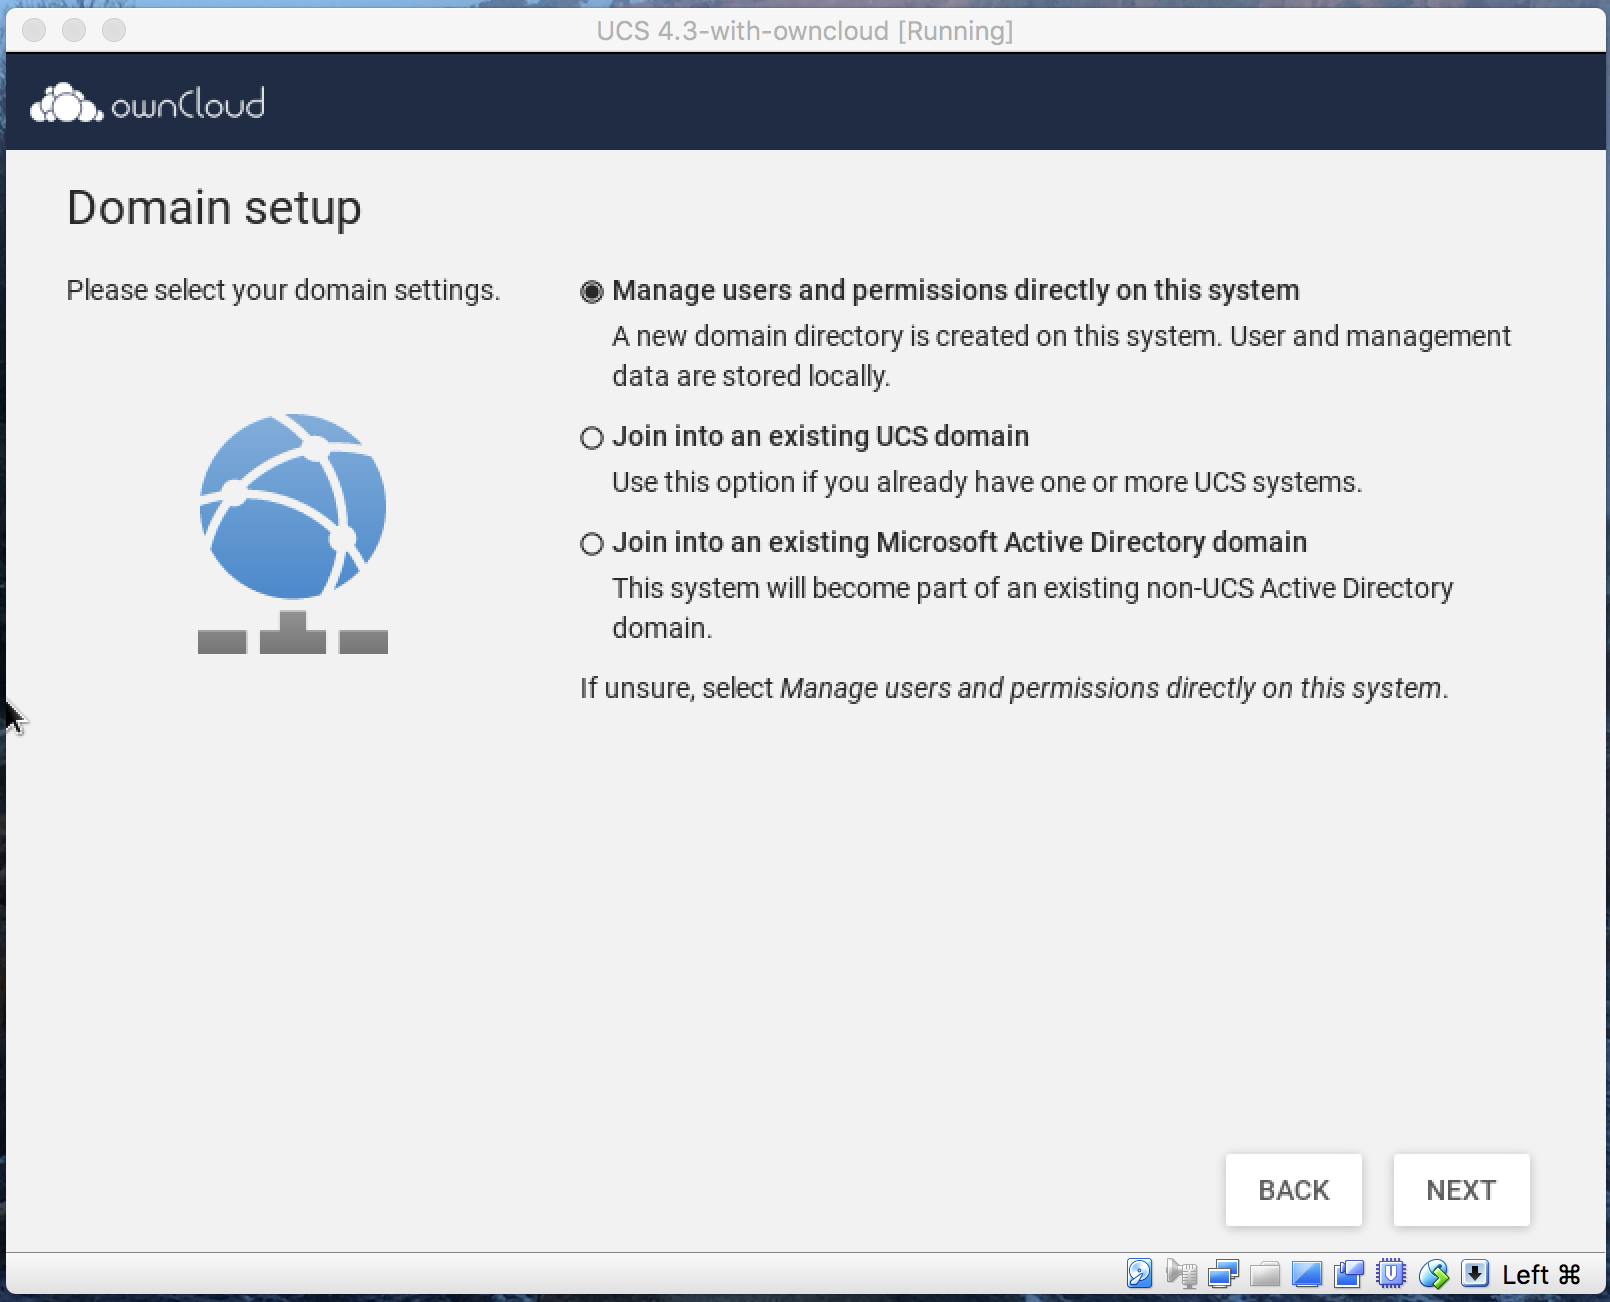 UCS 4.3-with-owncloud [Running]
ownCloud
Domain setup
Please select your domain settings.
Manage users and permissions directly on this system
A new domain directory is created on this system. User and management
data are stored locally.
Join into an existing UCS domain
Use this option if you already have one or more UCS systems.
Join into an existing Microsoft Active Directory domain
This system will become part of an existing non-UCS Active Directory
domain.
If unsure, select Manage users and permissions directly on this system.
BACK
NEXT
Left ⌘